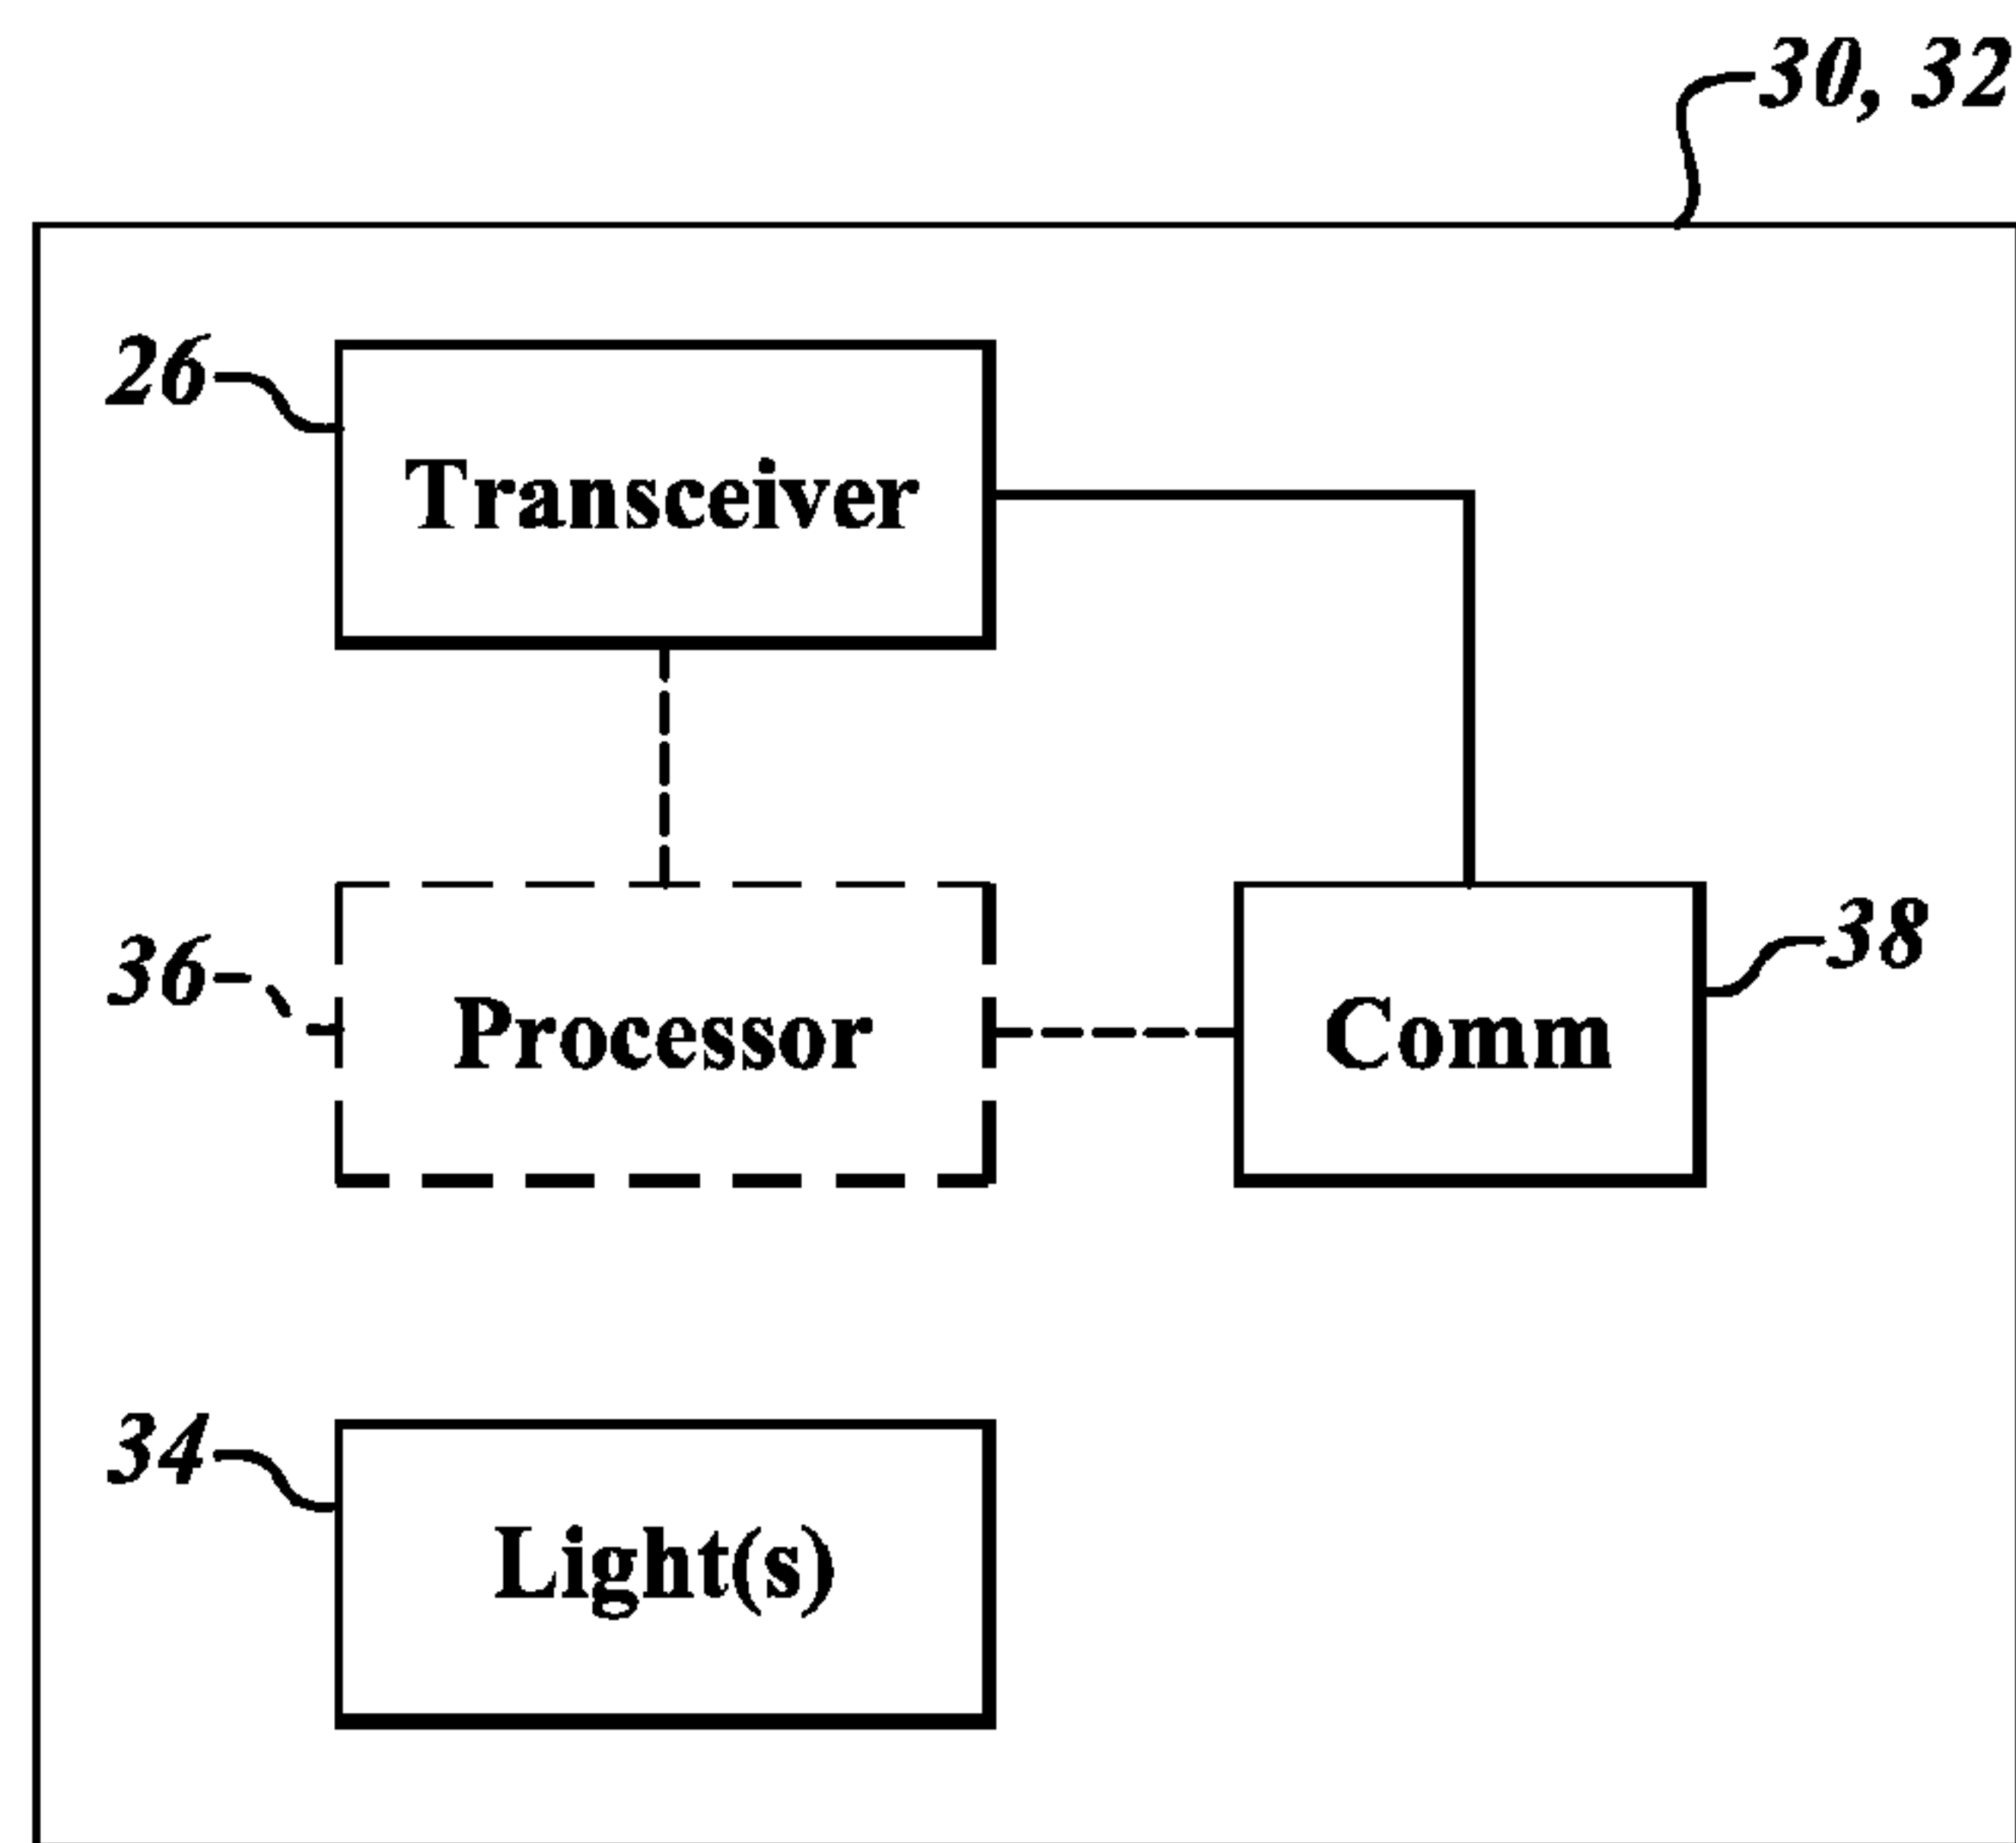 30, 32
26
Transceiver
36
Processor
Comm
38
34
Light(s)